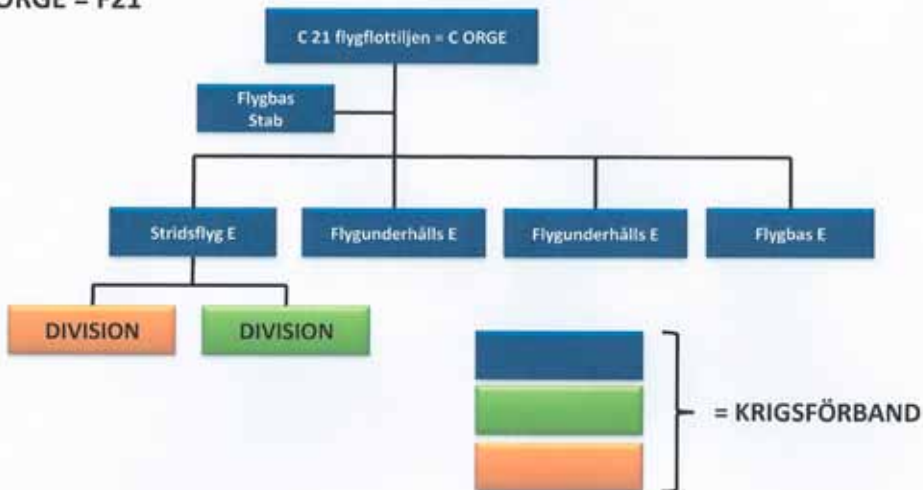 ORGE = F21
C 21 flygflottiljen = C ORGE
Flygbas
Stab
Stridsflyg E
Flygunderhålls E
Flygunderhålls E
Flygbas E
DIVISION
DIVISION
= KRIGSFÖRBAND